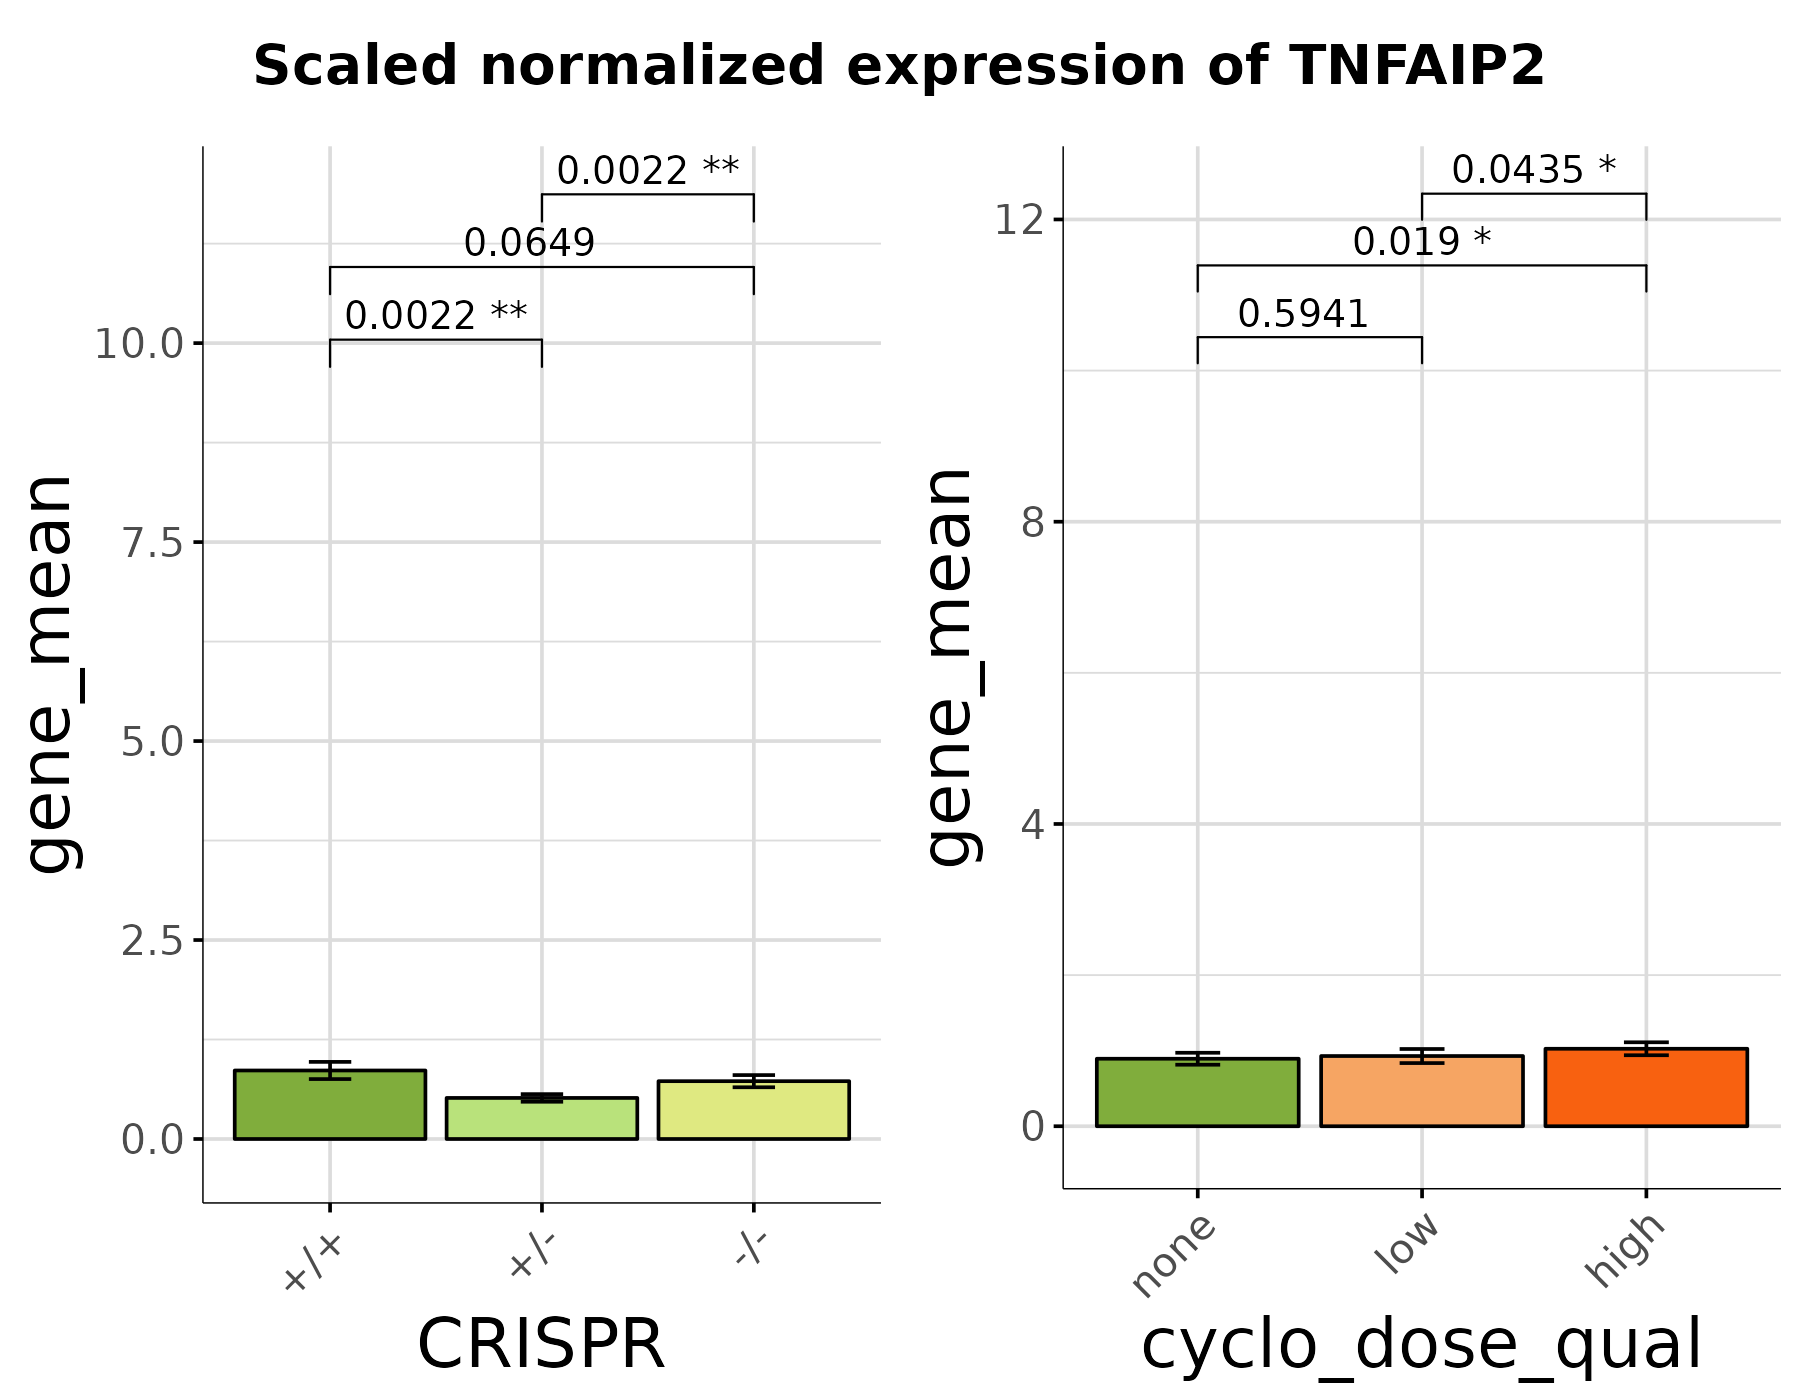 Scaled normalized expression of TNFAIP2
gene_mean
10.0
7.5
5.0
2.5
0.0
0.0022 **
0.0649
0.0022 **
+/+
+/-
-/-
CRISPR
gene_mean
12
8
4
0
0.0435 *
0.019 *
0.5941
none
low
high
cyclo_dose_qual